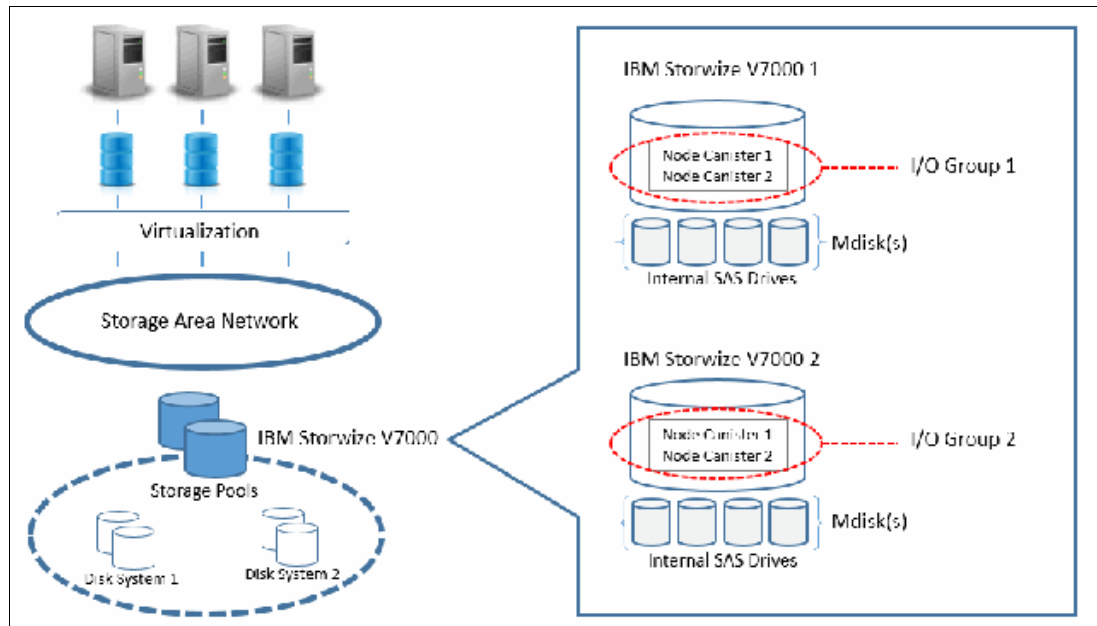 Virtualization
Storage Area Network
IBM Storwize V7000
Storage Pools
Disk System 1
Disk System 2
IBM Storwize V7000 1
Node Canister 1
Node Canister 2
I/O Group 1
Mdisk(s)
Internal SAS Drives
IBM Storwize V7000 2
Node Canister 1
Node Canister 2
I/O Group 2
Mdisk(s)
Internal SAS Drives